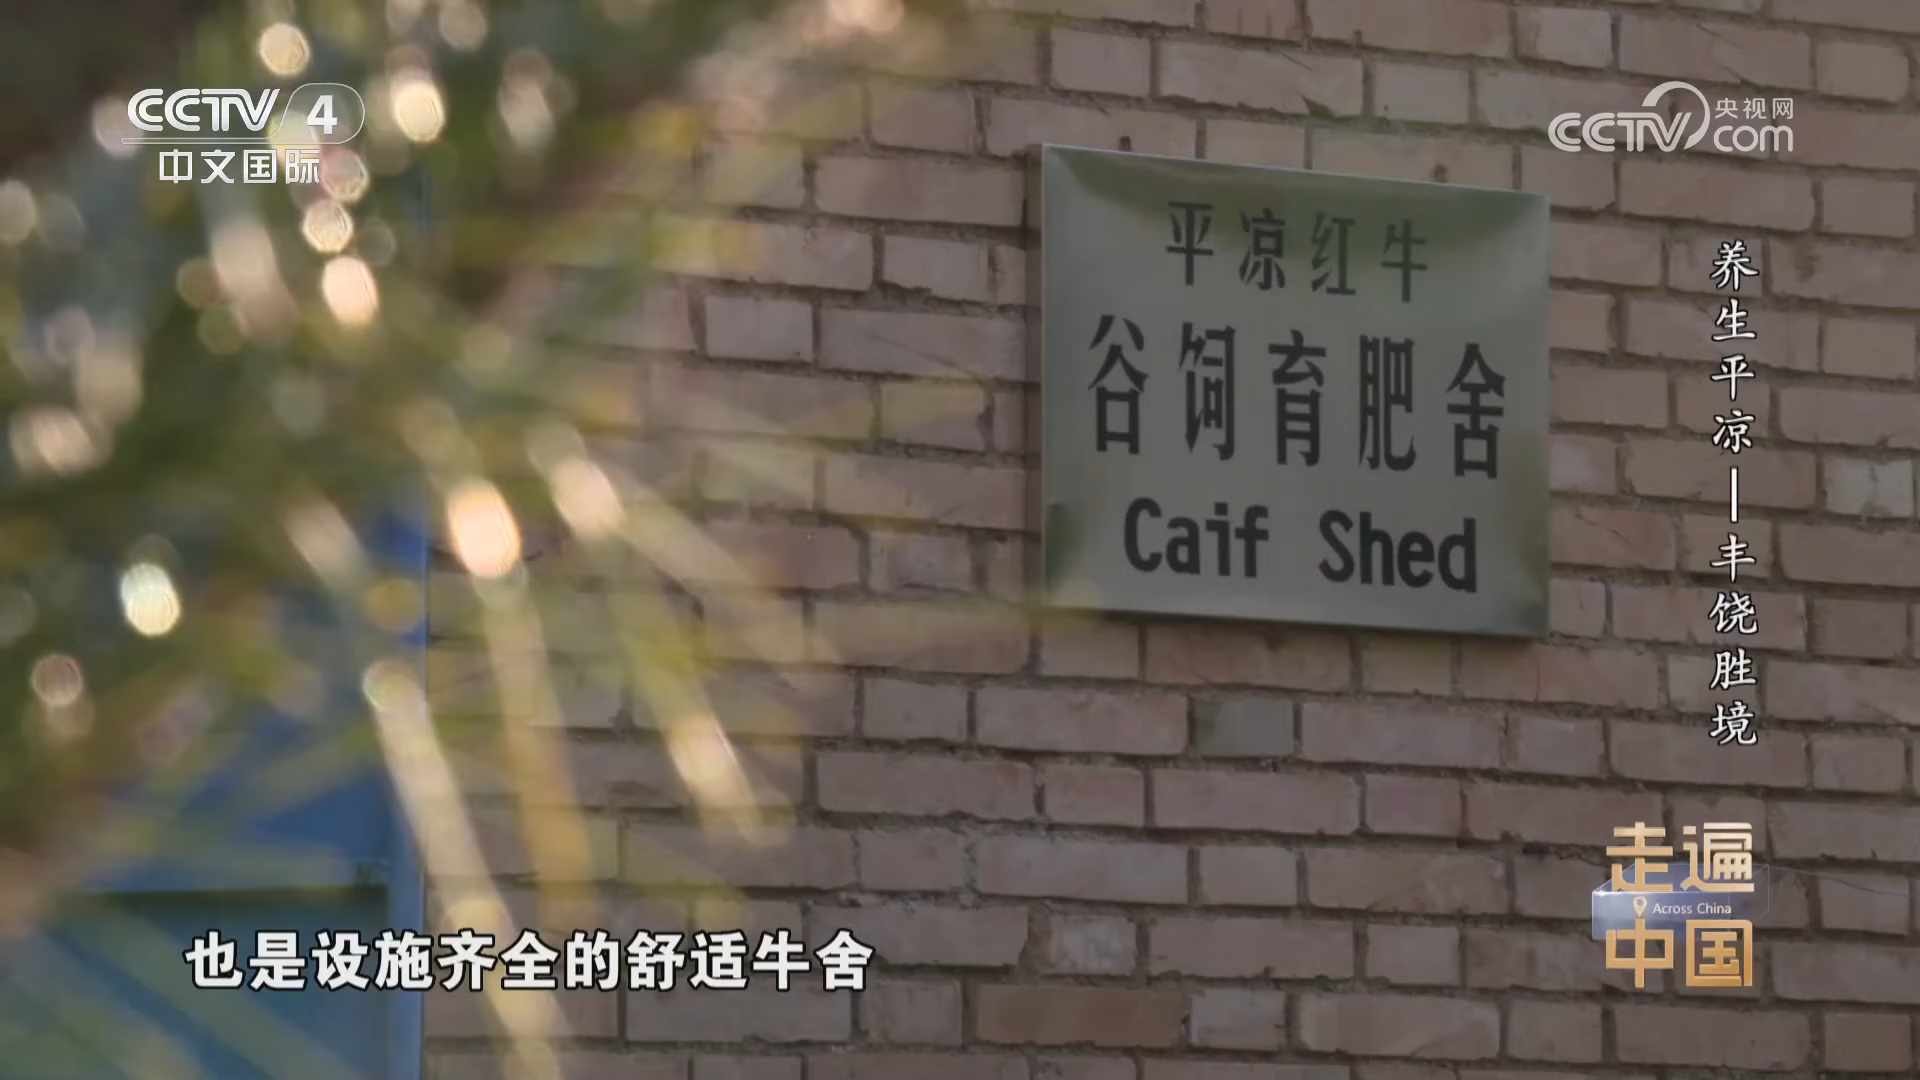 CCTV 4
中文国际
CCTV.com 央视网
平凉红牛
谷饲育肥舍
Caif Shed
养生平凉—丰饶胜境
走遍
Across China
中国
也是设施齐全的舒适牛舍